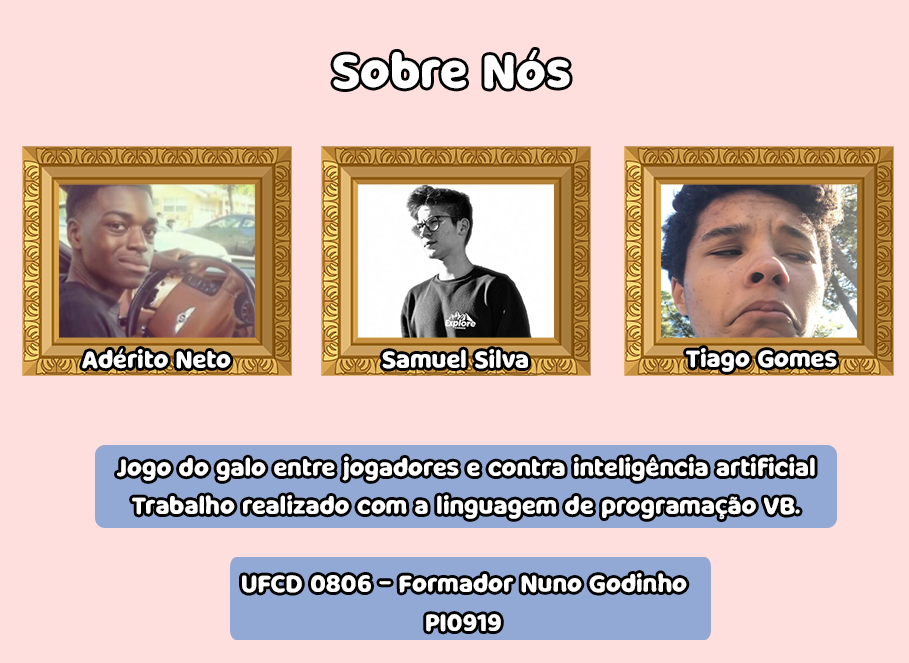 Sobre Nós
Explore
Adérito Neto
Samuel Silva
Tiago Gomes
Jogo do galo entre jogadores e contra inteligência artificial
Trabalho realizado com a linguagem de programação VB.
UFCD 0806 - Formador Nuno Godinho
PI0919